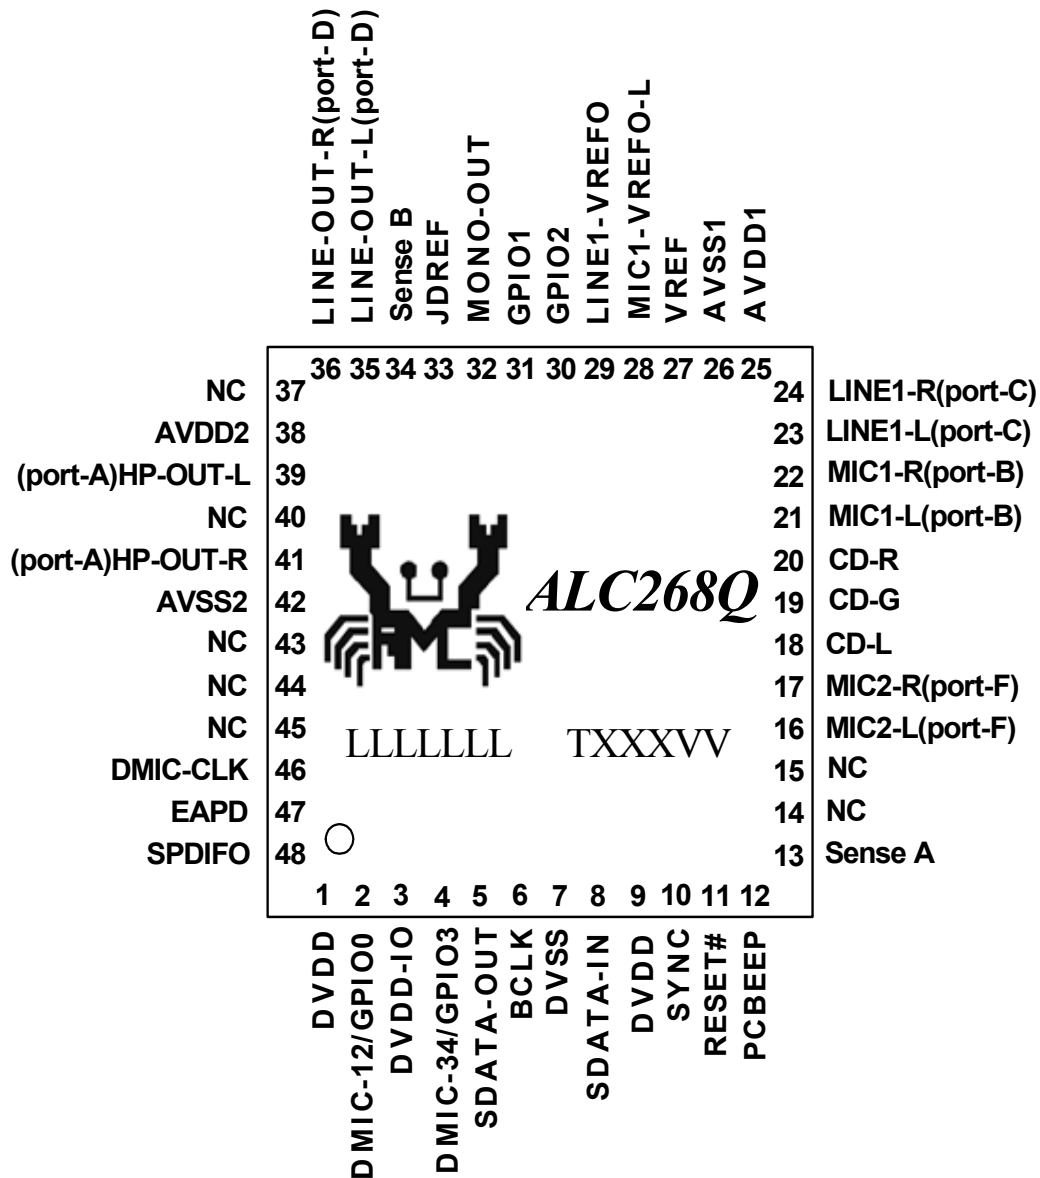 LINE-OUT-R(port-D)
LINE-OUT-L(port-D)
Sense B
JDREF
MONO-OUT
GPIO1
GPIO2
LINE1-VREFO
MIC1-VREFO-L
VREF
AVSS1
AVDD1
36 35 34 33 32 31 30 29 28 27 26 25
NC 37
AVDD2 38
(port-A)HP-OUT-L 39
NC 40
(port-A)HP-OUT-R 41
AVSS2 42
NC 43
NC 44
NC 45
DMIC-CLK 46
EAPD 47
SPDIFO 48
24 LINE1-R(port-C)
23 LINE1-L(port-C)
22 MIC1-R(port-B)
21 MIC1-L(port-B)
20 CD-R
19 CD-G
18 CD-L
17 MIC2-R(port-F)
16 MIC2-L(port-F)
15 NC
14 NC
13 Sense A
ALC268Q
LLLLLLL TXXXVV
1 2 3 4 5 6 7 8 9 10 11 12
DVDD
DMIC-12/GPIO0
DVDD-IO
DMIC-34/GPIO3
SDATA-OUT
BCLK
DVSS
SDATA-IN
DVDD
SYNC
RESET#
PCBEEP